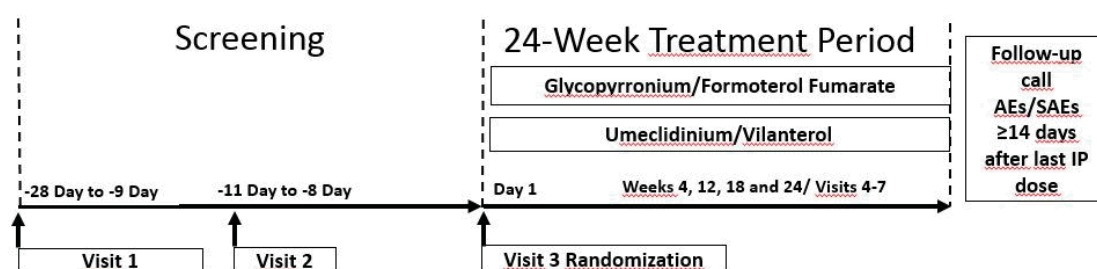 Screening
24-Week Treatment Period
Glycopyrronium/Formoterol Fumarate
Umeclidinium/Vilanterol
-28 Day to -9 Day
-11 Day to -8 Day
Day 1
Weeks 4, 12, 18 and 24/ Visits 4-7
Visit 1
Visit 2
Visit 3 Randomization
Follow-up
call
AEs/SAEs
≥14 days
after last IP
dose